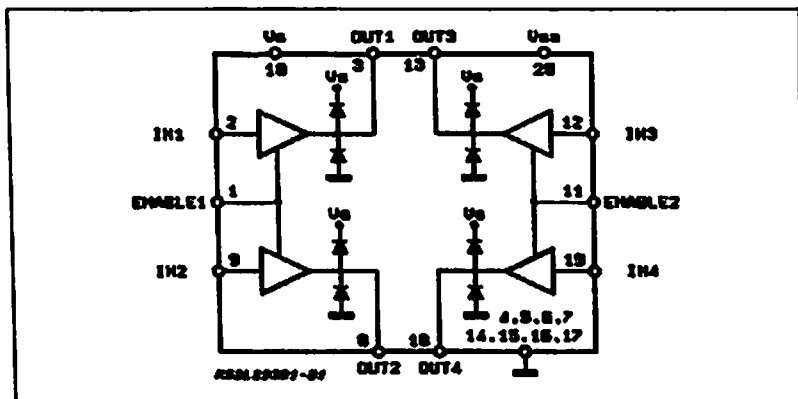 Vs OUT1 OUT3 Vss
10 3 13 20
Vs Vs
IN1 2 12 IN3
ENABLE1 1 11 ENABLE2
Vs Vs
IN2 9 19 IN4
4.5.6.7
8 18 14.15.16.17
OUT2 OUT4